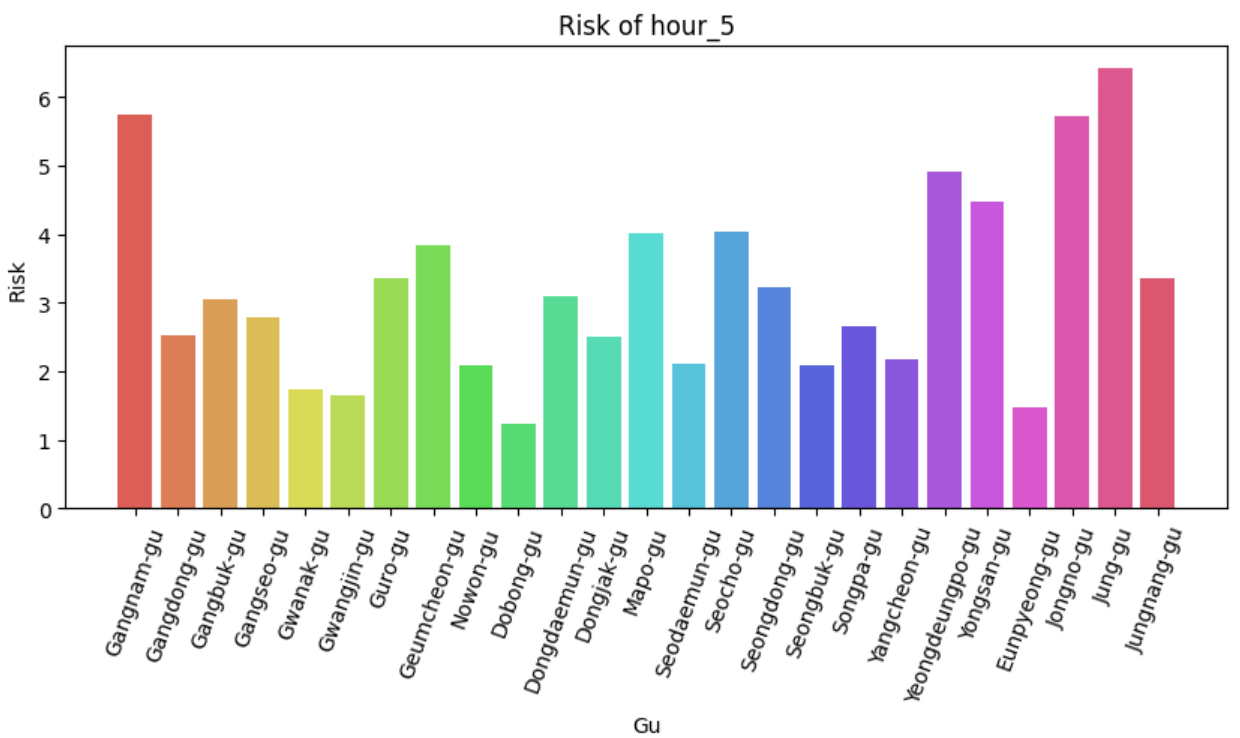 Risk of hour_5
Risk
6
5
4
3
2
1
0
Gangnam-gu
Gangdong-gu
Gangbuk-gu
Gangseo-gu
Gwanak-gu
Gwangjin-gu
Guro-gu
Geumcheon-gu
Nowon-gu
Dobong-gu
Dongdaemun-gu
Dongjak-gu
Mapo-gu
Seodaemun-gu
Seocho-gu
Seongdong-gu
Seongbuk-gu
Songpa-gu
Yangcheon-gu
Yeongdeungpo-gu
Yongsan-gu
Eunpyeong-gu
Jongno-gu
Jung-gu
Jungnang-gu
Gu